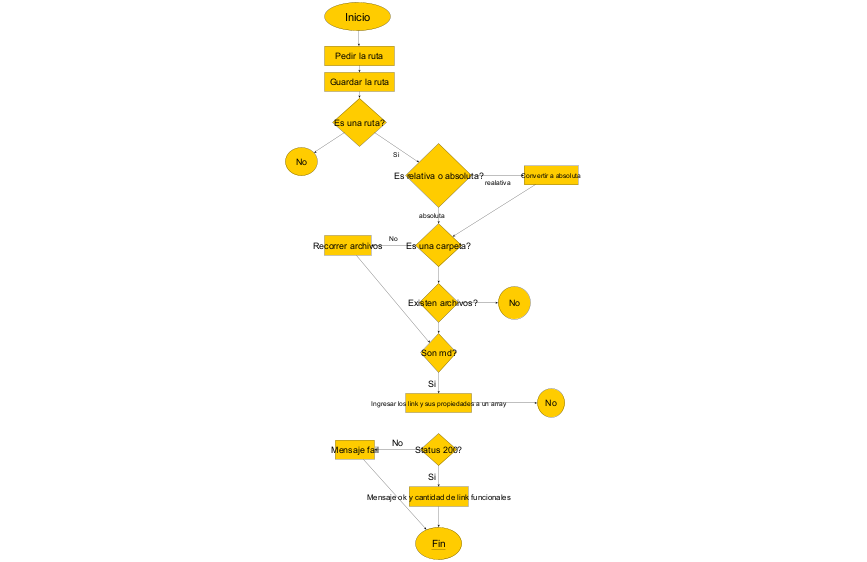 Inicio
Pedir la ruta
Guardar la ruta
Es una ruta?
No
Si
Es relativa o absoluta?
realativa
Convertir a absoluta
absoluta
Recorrer archivos
No
Es una carpeta?
Existen archivos?
No
Son md?
Si
Ingresar los link y sus propiedades a un array
No
Mensaje fail
No
Status 200?
Si
Mensaje ok y cantidad de link funcionales
Fin